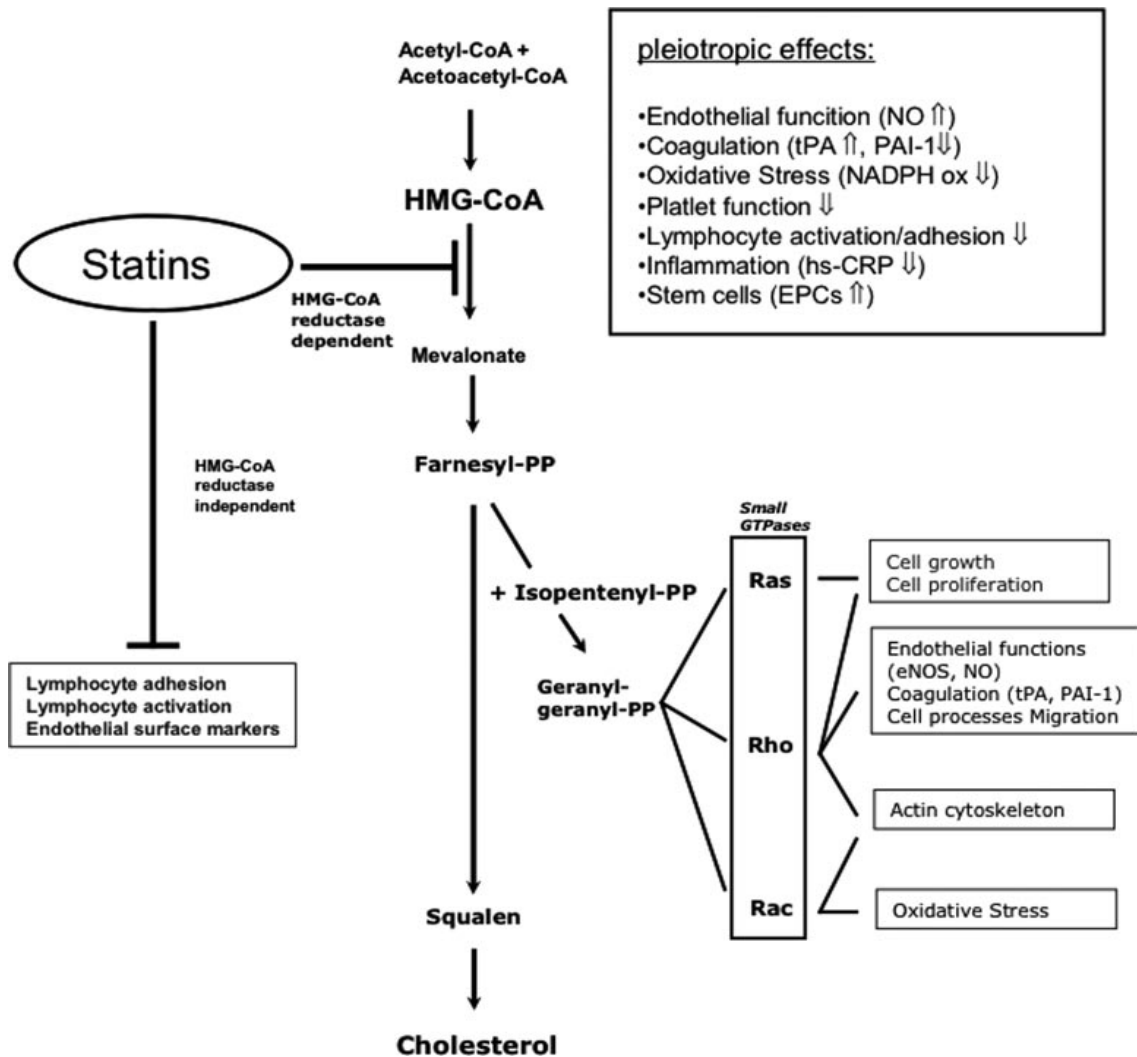 Acetyl-CoA +
Acetoacetyl-CoA
HMG-CoA
Statins
HMG-CoA
reductase
dependent
Mevalonate
HMG-CoA
reductase
independent
Farnesyl-PP
+ Isopentenyl-PP
Geranyl-
geranyl-PP
Lymphocyte adhesion
Lymphocyte activation
Endothelial surface markers
Squalen
Cholesterol
pleiotropic effects:
•Endothelial funcition (NO ⇑)
•Coagulation (tPA ⇑, PAI-1⇓)
•Oxidative Stress (NADPH ox ⇓)
•Platlet function ⇓
•Lymphocyte activation/adhesion ⇓
•Inflammation (hs-CRP ⇓)
•Stem cells (EPCs ⇑)
Small
GTPases
Ras
Rho
Rac
Cell growth
Cell proliferation
Endothelial functions
(eNOS, NO)
Coagulation (tPA, PAI-1)
Cell processes Migration
Actin cytoskeleton
Oxidative Stress